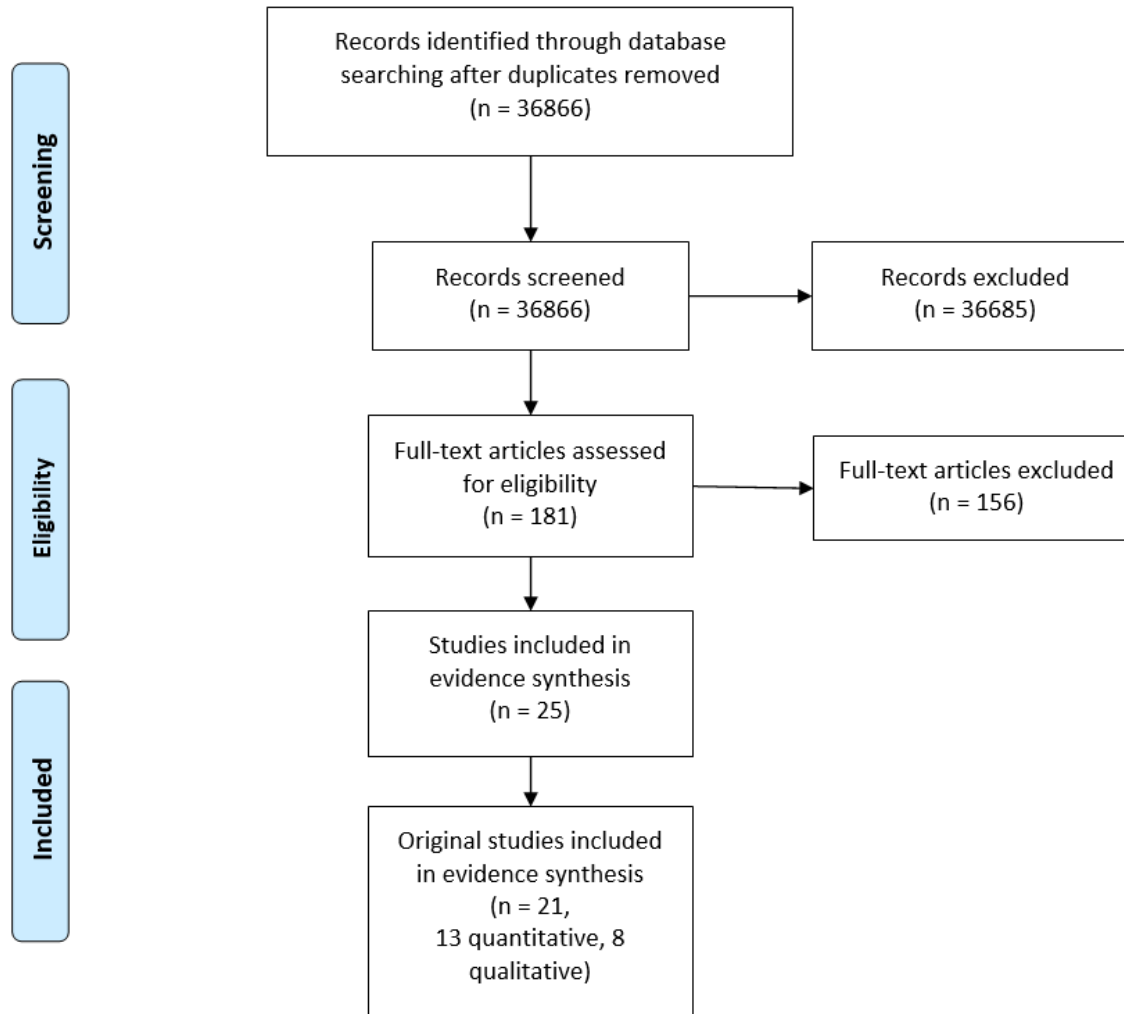 Records identified through database
searching after duplicates removed
(n = 36866)
Screening
Records screened
(n = 36866)
Records excluded
(n = 36685)
Eligibility
Full-text articles assessed
for eligibility
(n = 181)
Full-text articles excluded
(n = 156)
Studies included in
evidence synthesis
(n = 25)
Included
Original studies included
in evidence synthesis
(n = 21,
13 quantitative, 8
qualitative)